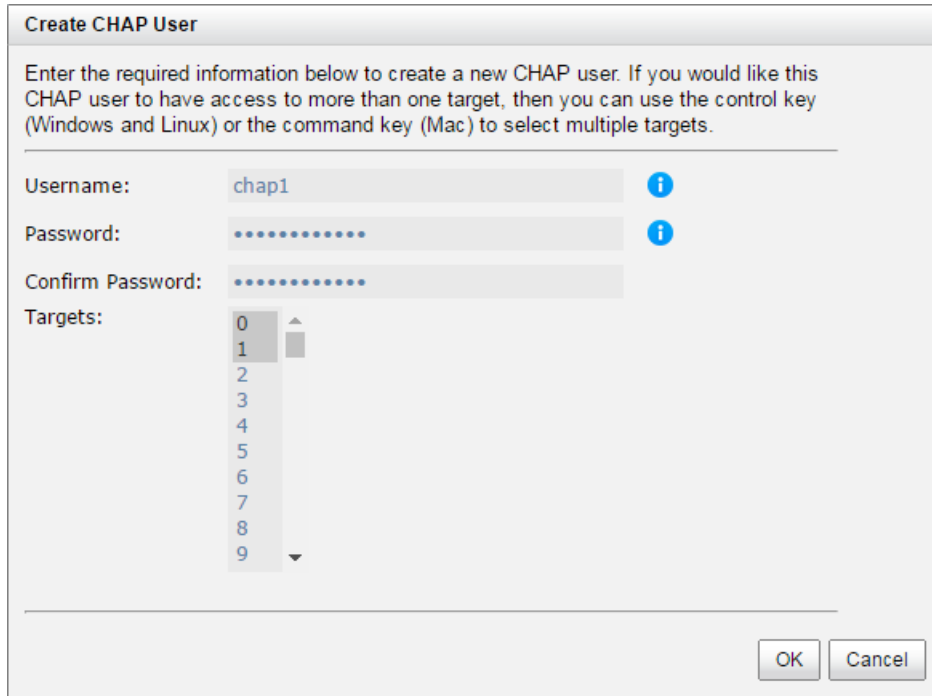 Create CHAP User
Enter the required information below to create a new CHAP user. If you would like this
CHAP user to have access to more than one target, then you can use the control key
(Windows and Linux) or the command key (Mac) to select multiple targets.
Username: chap1
Password: ••••••••••••
Confirm Password: ••••••••••••
Targets: 0
1
2
3
4
5
6
7
8
9
OK Cancel